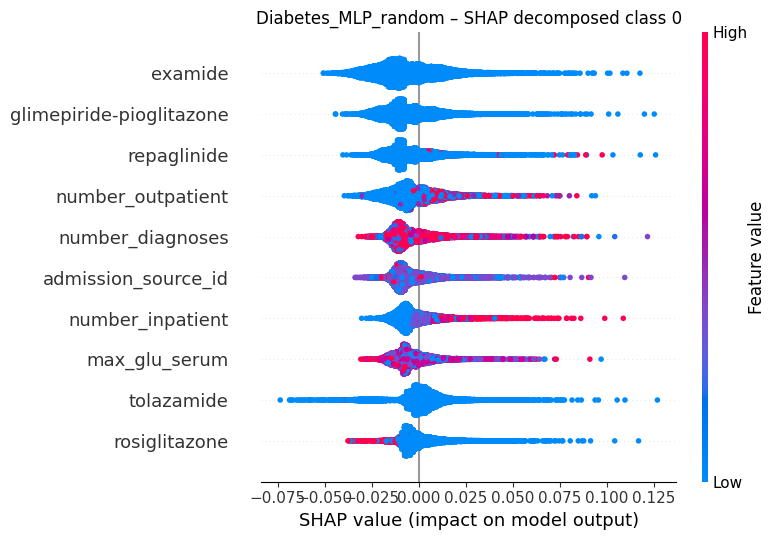 Diabetes_MLP_random – SHAP decomposed class 0
High
examide
glimepiride-pioglitazone
repaglinide
number_outpatient
number_diagnoses
admission_source_id
number_inpatient
max_glu_serum
tolazamide
rosiglitazone
Feature value
Low
−0.075 −0.050 −0.025 0.000 0.025 0.050 0.075 0.100 0.125
SHAP value (impact on model output)